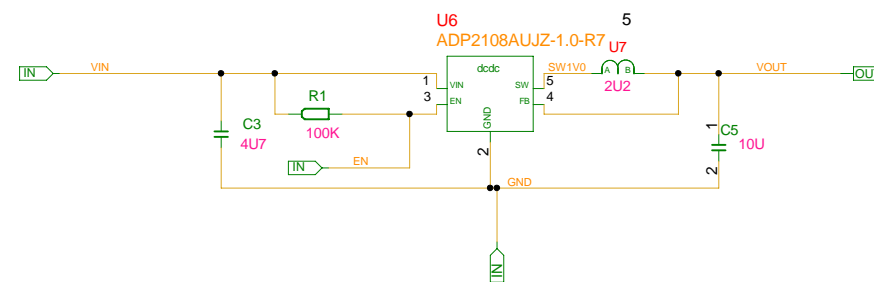 U6
5
ADP2108AUJZ-1.0-R7
U7
IN
VIN
dcdc
SW1V0
A B
VOUT
OU
1
VIN
SW
5
2U2
3
EN
FB
4
R1
100K
GND
C3
4U7
1
C5
10U
2
2
IN
EN
GND
IN